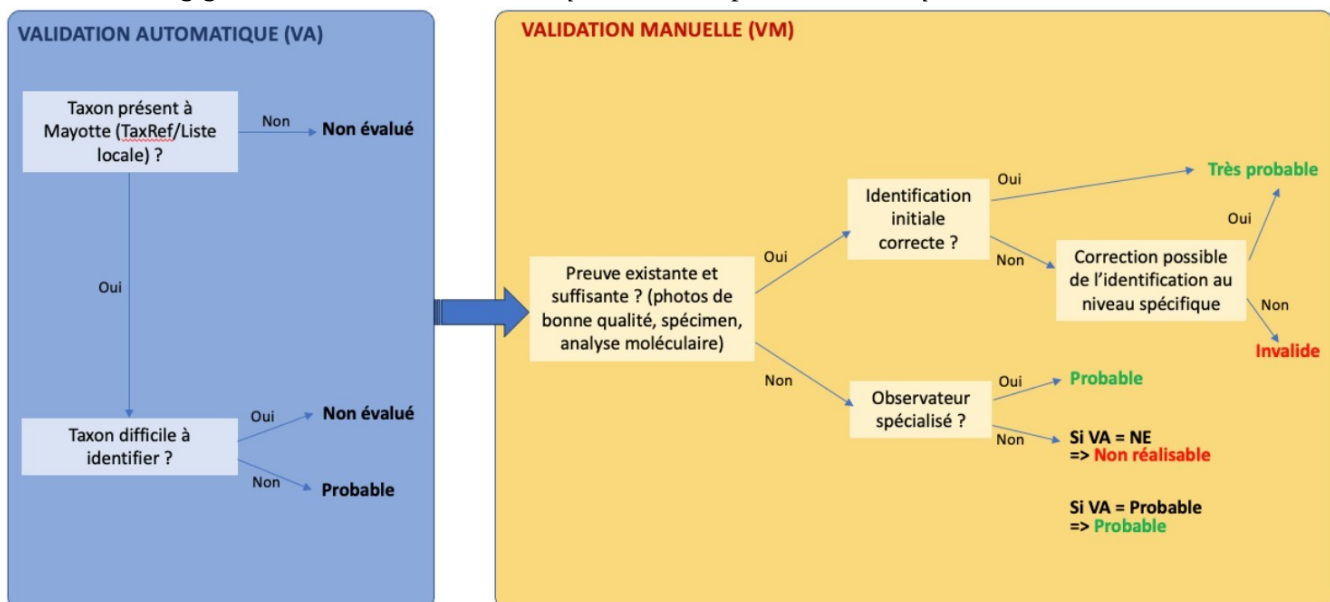 VALIDATION AUTOMATIQUE (VA)
Taxon présent à
Mayotte (TaxRef/Liste
locale) ?
Non
Non évalué
Oui
Taxon difficile à
identifier ?
Oui
Non évalué
Non
Probable
VALIDATION MANUELLE (VM)
Preuve existante et
suffisante ? (photos de
bonne qualité, spécimen,
analyse moléculaire)
Oui
Identification
initiale
correcte ?
Oui
Très probable
Non
Correction possible
de l'identification au
niveau spécifique
Oui
Non
Invalide
Non
Observateur
spécialisé ?
Oui
Probable
Non
Si VA = NE
=> Non réalisable
Si VA = Probable
=> Probable